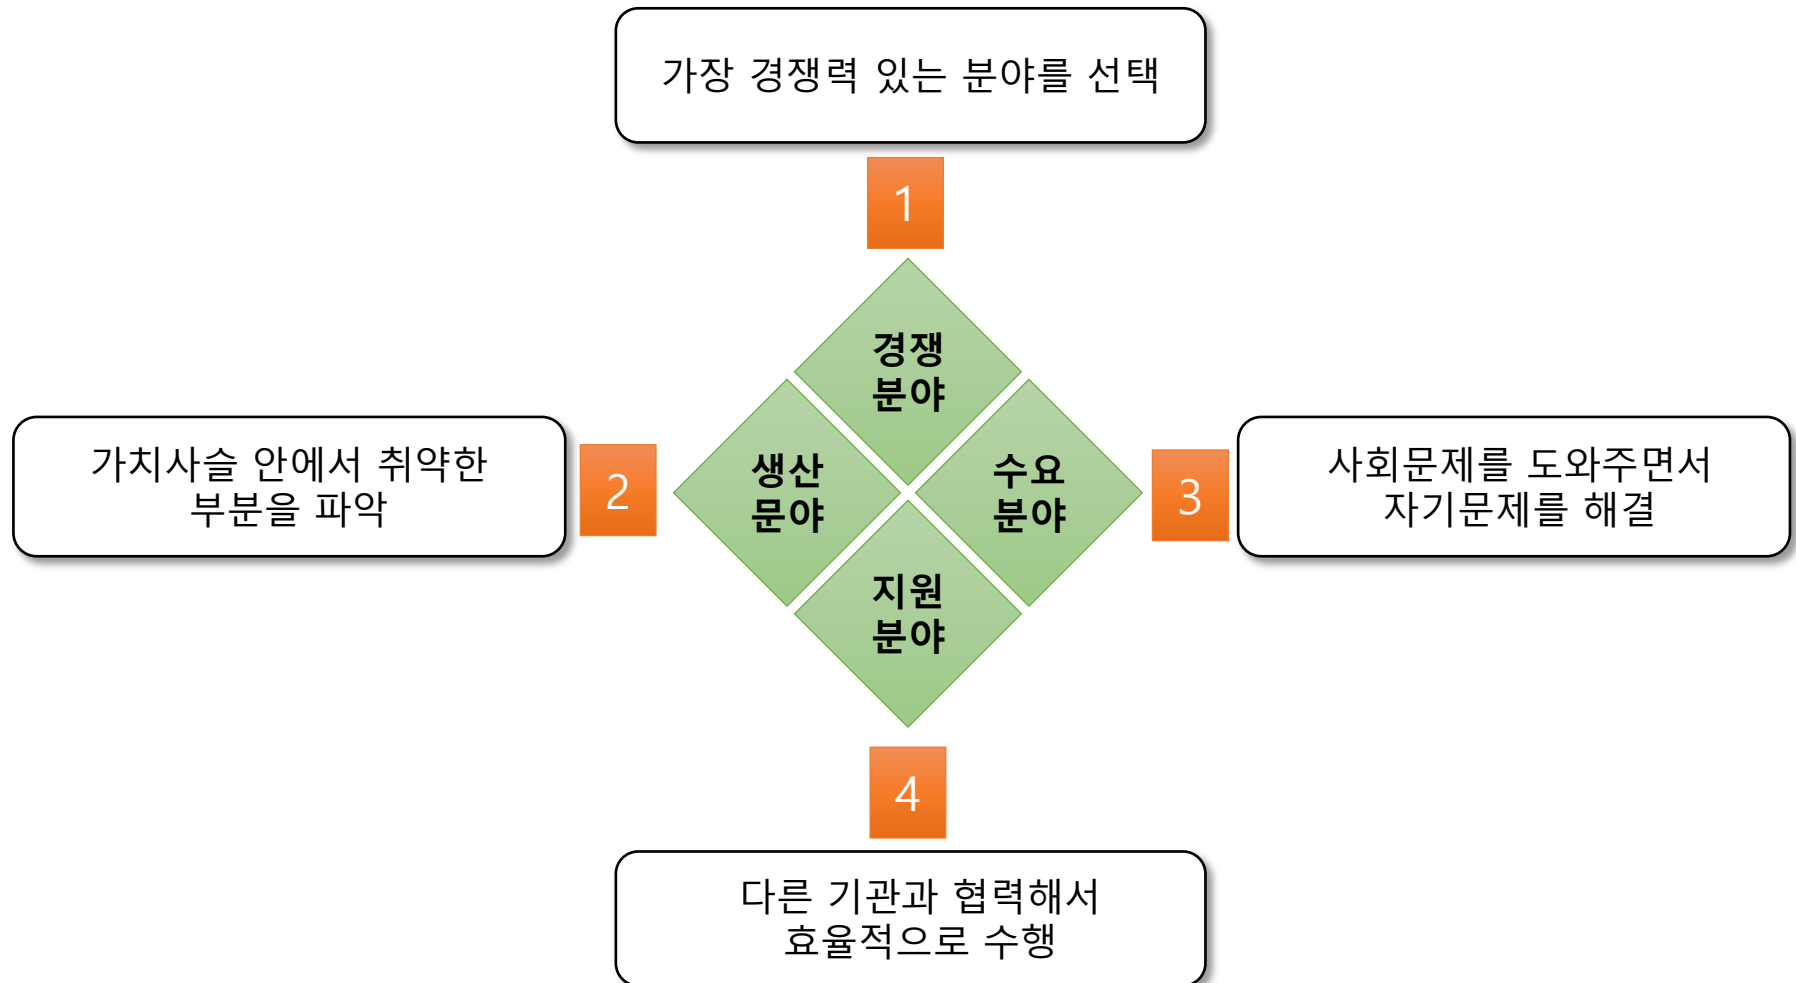 가장 경쟁력 있는 분야를 선택
1
경쟁
분야
가치사슬 안에서 취약한
부분을 파악
2
생산
문야
수요
분야
3
사회문제를 도와주면서
자기문제를 해결
지원
분야
4
다른 기관과 협력해서
효율적으로 수행